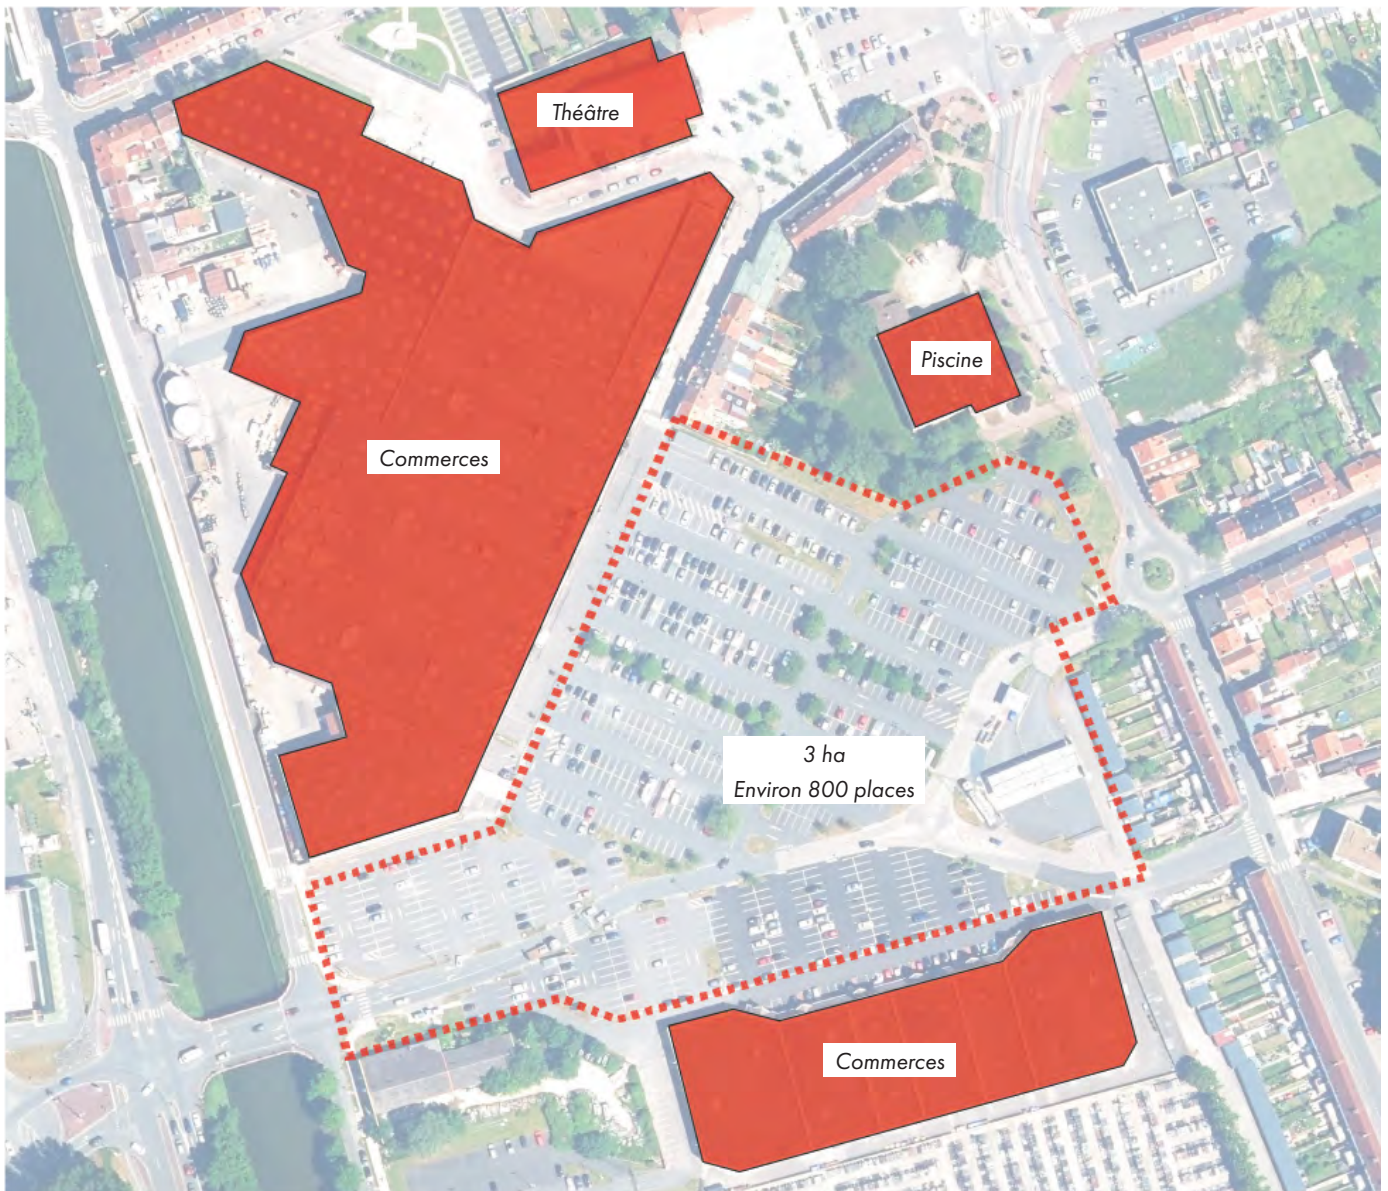 Théâtre
Piscine
Commerces
3 ha
Environ 800 places
Commerces